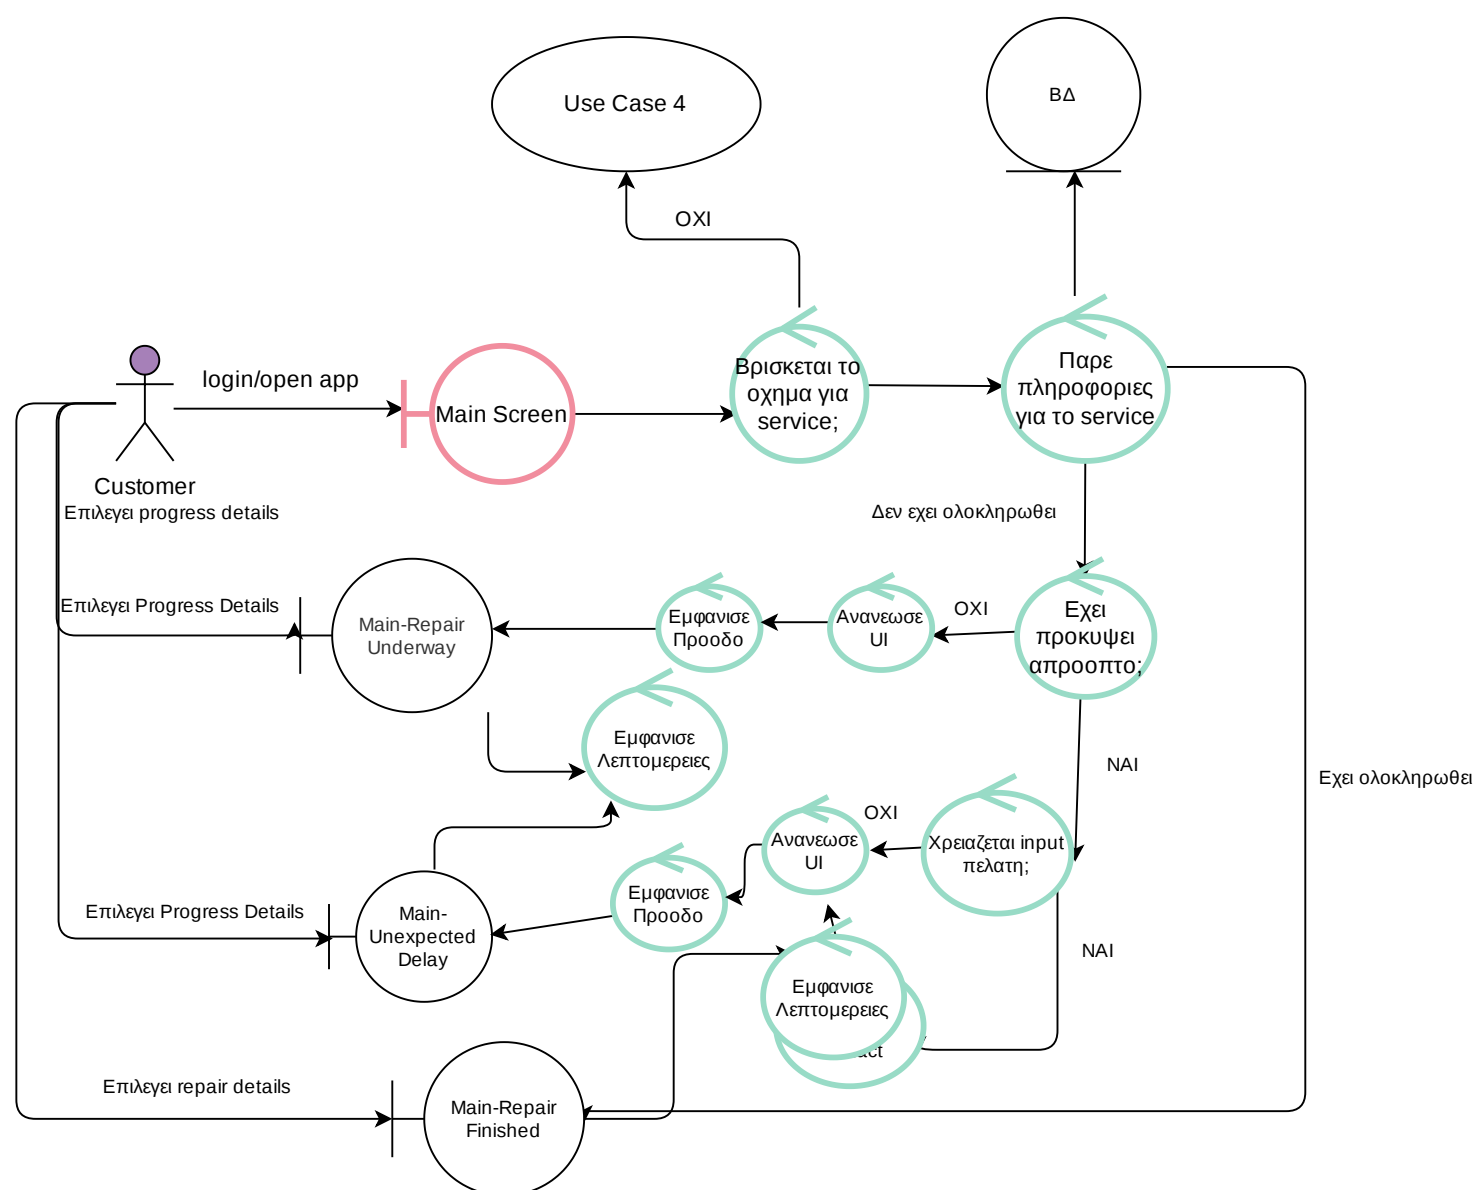 Use Case 4
ΒΔ
ΟΧΙ
login/open app
Main Screen
Βρισκεται το
οχημα για
service;
Παρε
πληροφοριες
για το service
Customer
Επιλεγει progress details
Δεν εχει ολοκληρωθει
Επιλεγει Progress Details
Main-Repair
Underway
Εμφανισε
Προοδο
Ανανεωσε
UI
ΟΧΙ
Εχει
προκυψει
απροοπτο;
Εμφανισε
Λεπτομερειες
ΝΑΙ
Εχει ολοκληρωθει
ΟΧΙ
Ανανεωσε
UI
Χρειαζεται input
πελατη;
Εμφανισε
Προοδο
Επιλεγει Progress Details
Main-
Unexpected
Delay
ΝΑΙ
Εμφανισε
Λεπτομερειες
Επιλεγει repair details
Main-Repair
Finished